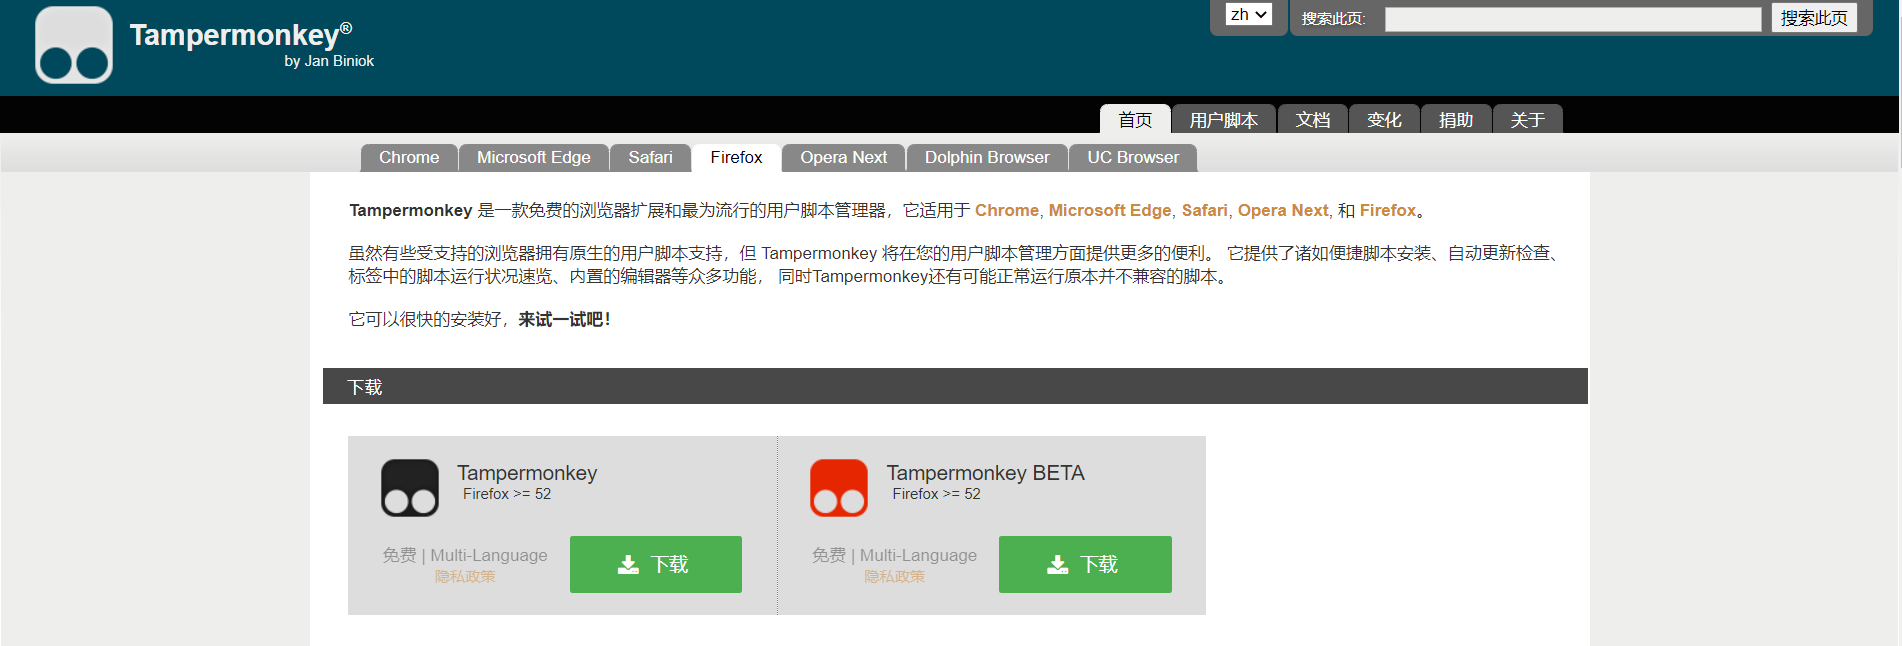 Tampermonkey®
by Jan Biniok
zh
搜索此页:
搜索此页
首页 用户脚本 文档 变化 捐助 关于
Chrome Microsoft Edge Safari Firefox Opera Next Dolphin Browser UC Browser
Tampermonkey 是一款免费的浏览器扩展和最为流行的用户脚本管理器，它适用于 Chrome, Microsoft Edge, Safari, Opera Next, 和 Firefox。
虽然有些受支持的浏览器拥有原生的用户脚本支持，但 Tampermonkey 将在您的用户脚本管理方面提供更多的便利。 它提供了诸如便捷脚本安装、自动更新检查、
标签中的脚本运行状况速览、内置的编辑器等众多功能， 同时Tampermonkey还有可能正常运行原本并不兼容的脚本。
它可以很快的安装好，来试一试吧！
下载
Tampermonkey
Firefox >= 52
免费 | Multi-Language
隐私政策
下载
Tampermonkey BETA
Firefox >= 52
免费 | Multi-Language
隐私政策
下载